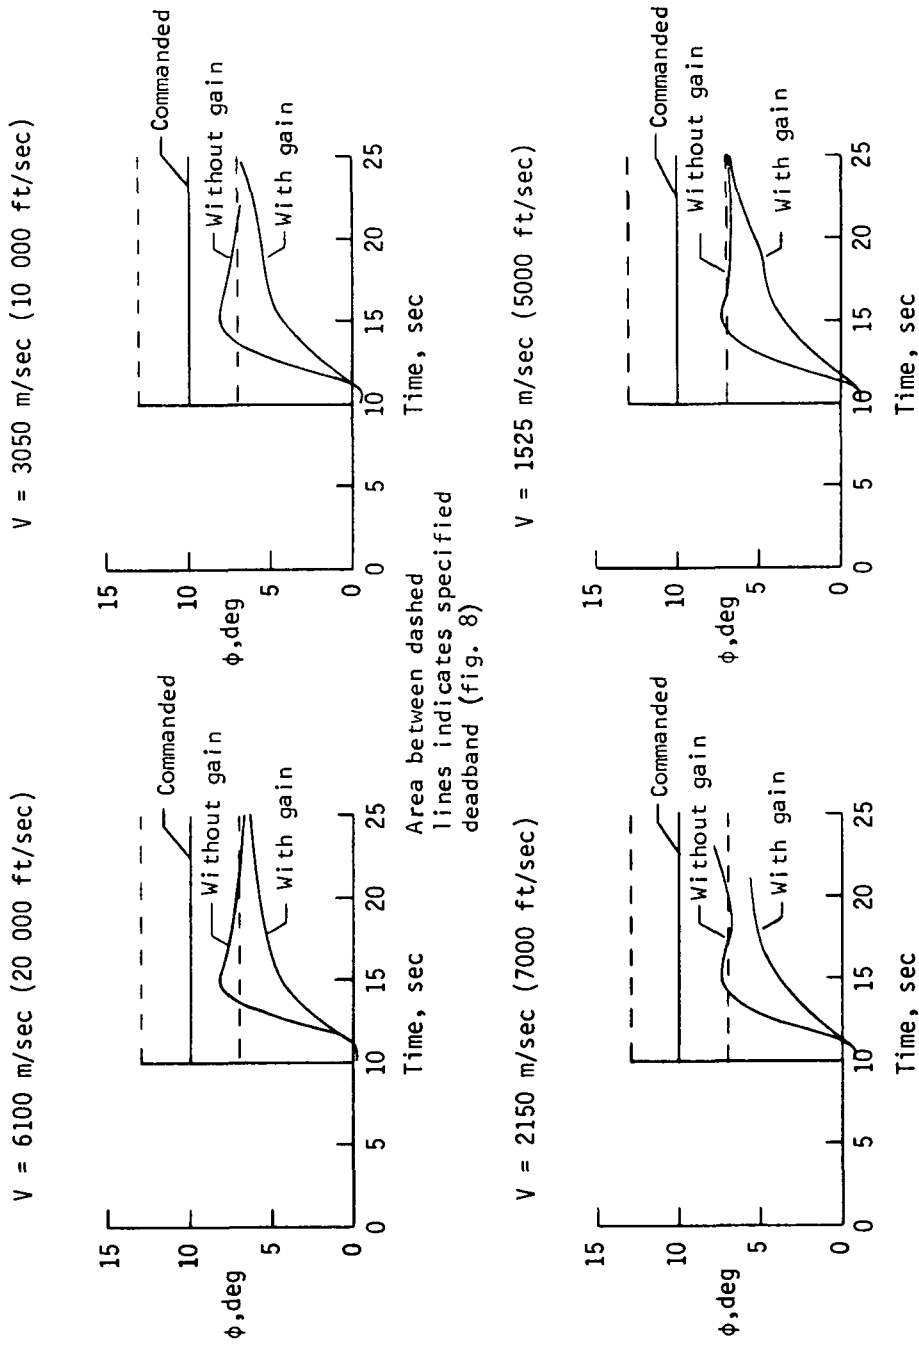 V = 6100 m/sec (20 000 ft/sec)
15
10
5
0
ϕ,deg
Commanded
Without gain
With gain
0
5
10
15
20
25
Time, sec
V = 3050 m/sec (10 000 ft/sec)
15
10
5
0
ϕ,deg
Commanded
Without gain
With gain
0
5
10
15
20
25
Time, sec
Area between dashed
lines indicates specified
deadband (fig. 8)
V = 2150 m/sec (7000 ft/sec)
15
10
5
0
ϕ,deg
Commanded
Without gain
With gain
0
5
10
15
20
25
Time, sec
V = 1525 m/sec (5000 ft/sec)
15
10
5
0
ϕ,deg
Commanded
Without gain
With gain
0
5
10
15
20
25
Time, sec